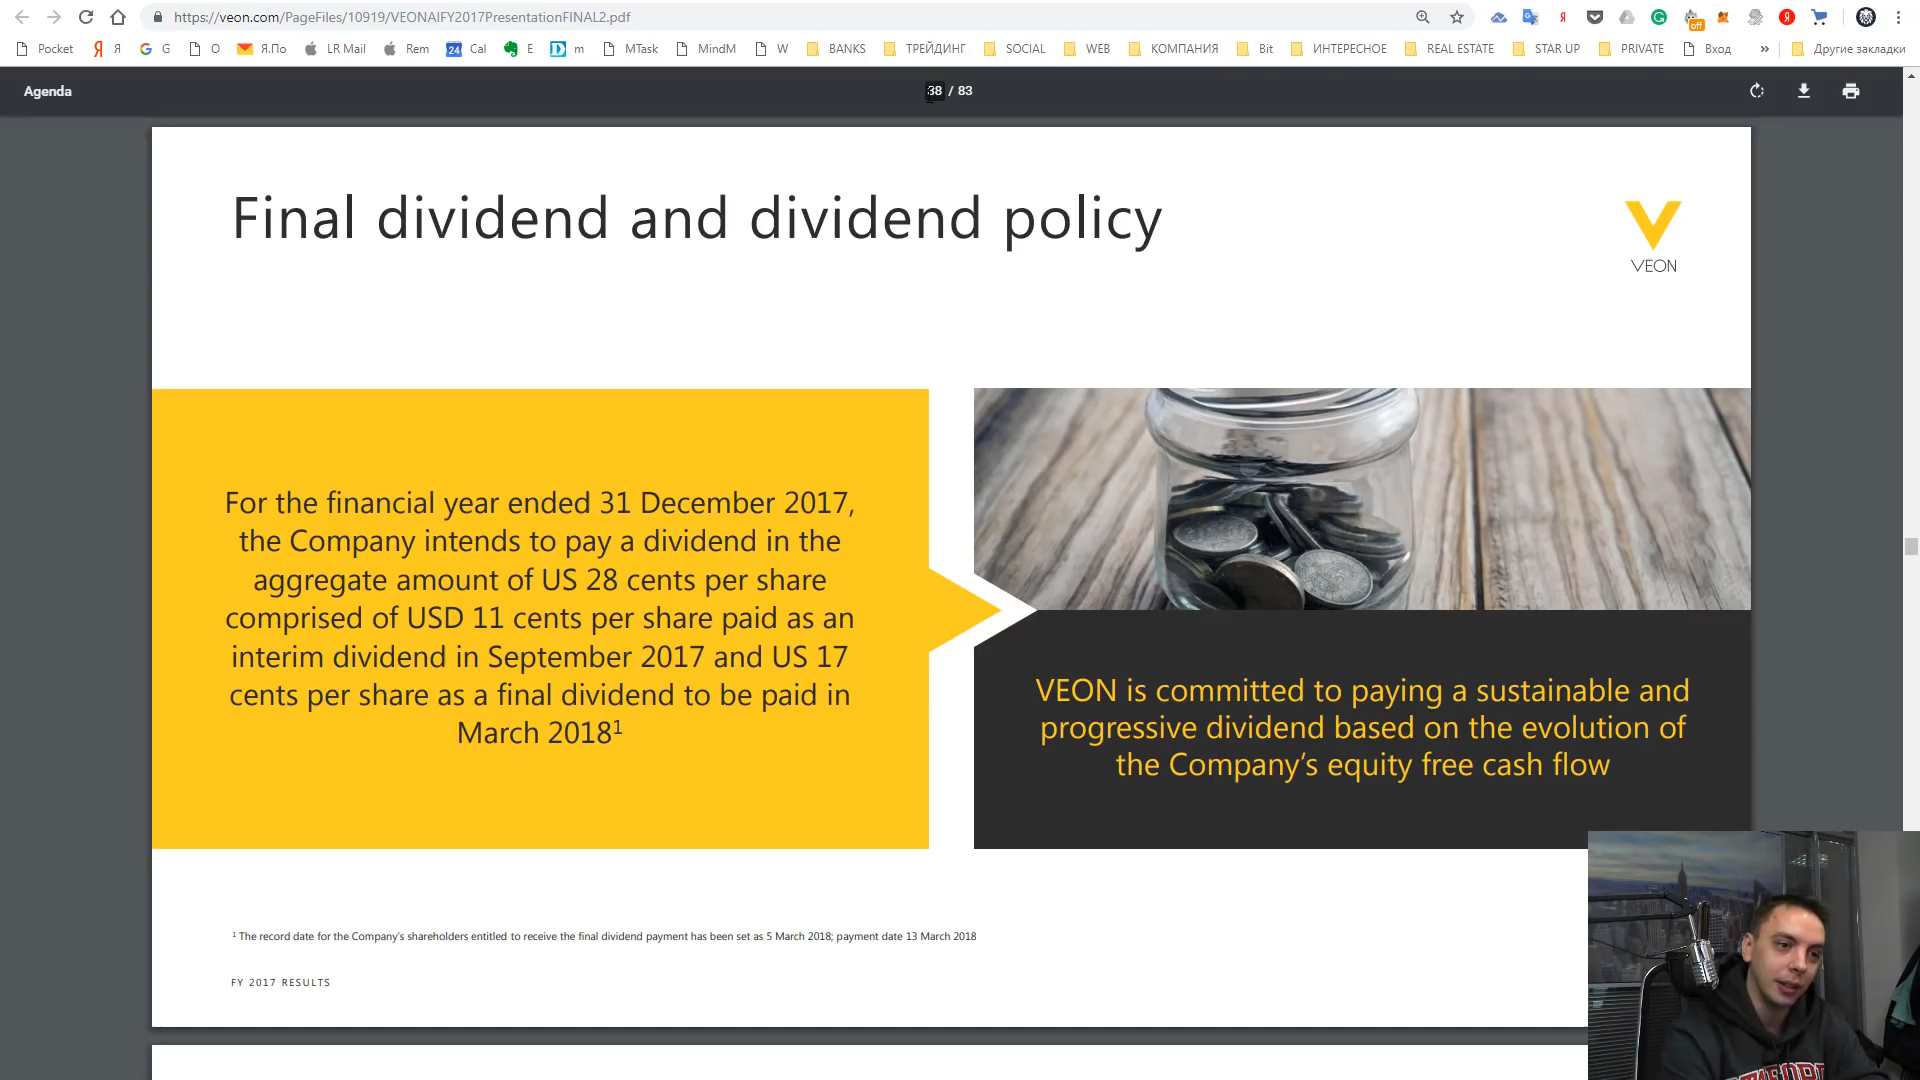 https://veon.com/PageFiles/10919/VEONAIFY2017PresentationFINAL2.pdf
Pocket Я G O Я.По LR Mail Rem 24 Cal E m MTask MindM W BANKS ТРЕЙДИНГ SOCIAL WEB КОМПАНИЯ Bit ИНТЕРЕСНОЕ REAL ESTATE STAR UP PRIVATE Вход » Другие закладки
Agenda 38 / 83
Final dividend and dividend policy
VEON
For the financial year ended 31 December 2017,
the Company intends to pay a dividend in the
aggregate amount of US 28 cents per share
comprised of USD 11 cents per share paid as an
interim dividend in September 2017 and US 17
cents per share as a final dividend to be paid in
March 2018¹
VEON is committed to paying a sustainable and
progressive dividend based on the evolution of
the Company's equity free cash flow
¹ The record date for the Company's shareholders entitled to receive the final dividend payment has been set as 5 March 2018; payment date 13 March 2018
FY 2017 RESULTS